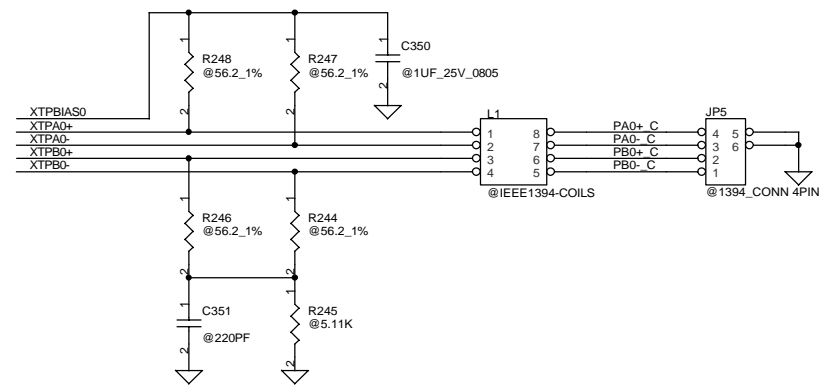 1
1
1
R248
@56.2_1%
R247
@56.2_1%
C350
@1UF_25V_0805
2
2
2
XTPBIAS0
XTPA0+
XTPA0-
XTPB0+
XTPB0-
L1
1
2
3
4
8
7
6
5
@IEEE1394-COILS
PA0+_C
PA0-_C
PB0+_C
PB0-_C
JP5
4
3
2
1
5
6
@1394_CONN 4PIN
1
1
R246
@56.2_1%
R244
@56.2_1%
2
2
1
1
C351
@220PF
R245
@5.11K
2
2